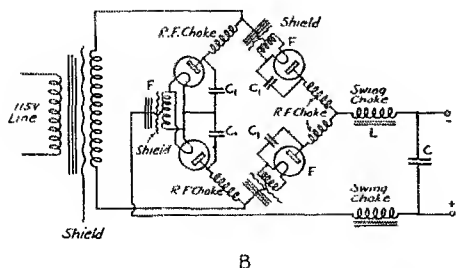 Shield
R.F. Choke
F
C₁
115V
Line
F
Shield
C₁
C₁
C₁
R.F. Choke
F
R.F. Choke
Swing
Choke
L
C
-
+
Swing
Choke
Shield
B